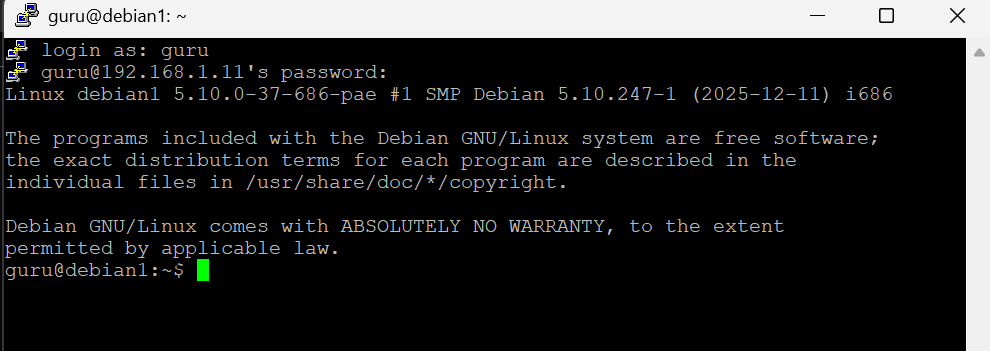 guru@debian1: ~
login as: guru
guru@192.168.1.11's password:
Linux debian1 5.10.0-37-686-pae #1 SMP Debian 5.10.247-1 (2025-12-11) i686
The programs included with the Debian GNU/Linux system are free software;
the exact distribution terms for each program are described in the
individual files in /usr/share/doc/*/copyright.
Debian GNU/Linux comes with ABSOLUTELY NO WARRANTY, to the extent
permitted by applicable law.
guru@debian1:~$